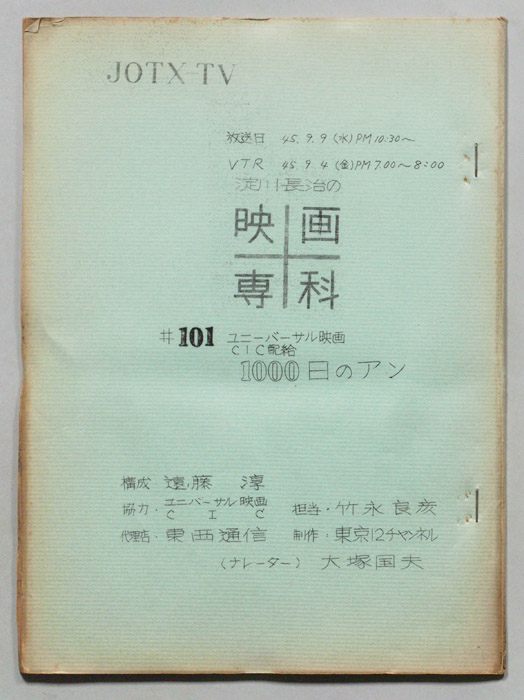 JOTX-TV
放送日 45.9.9(水)PM10:30〜
VTR 45.9.4(金)PM7.00〜8:00
淀川長治の
映画
専科
#101 ユニーバーサル映画
CIC配給
1000日のアン
構成 遠藤 淳
協力・ユニバーサル映画
CIC
担当・竹永良彦
代理店・東西通信 制作・東京12チャンネル
(ナレーター) 大塚国夫